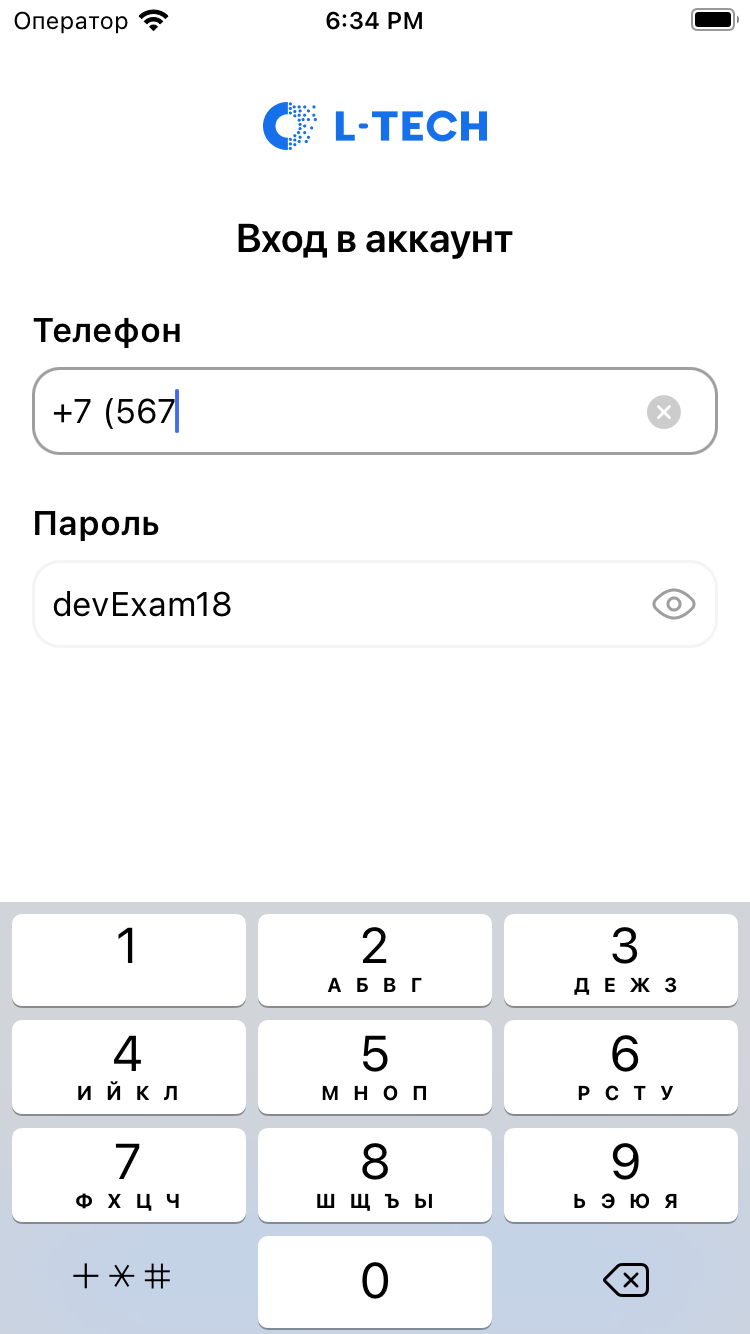 Оператор 6:34 PM
L-TECH
Вход в аккаунт
Телефон
+7 (567
Пароль
devExam18
1 2 3
А Б В Г Д Е Ж З
4 5 6
И Й К Л М Н О П Р С Т У
7 8 9
Ф Х Ц Ч Ш Щ Ъ Ы Ь Э Ю Я
+ * # 0